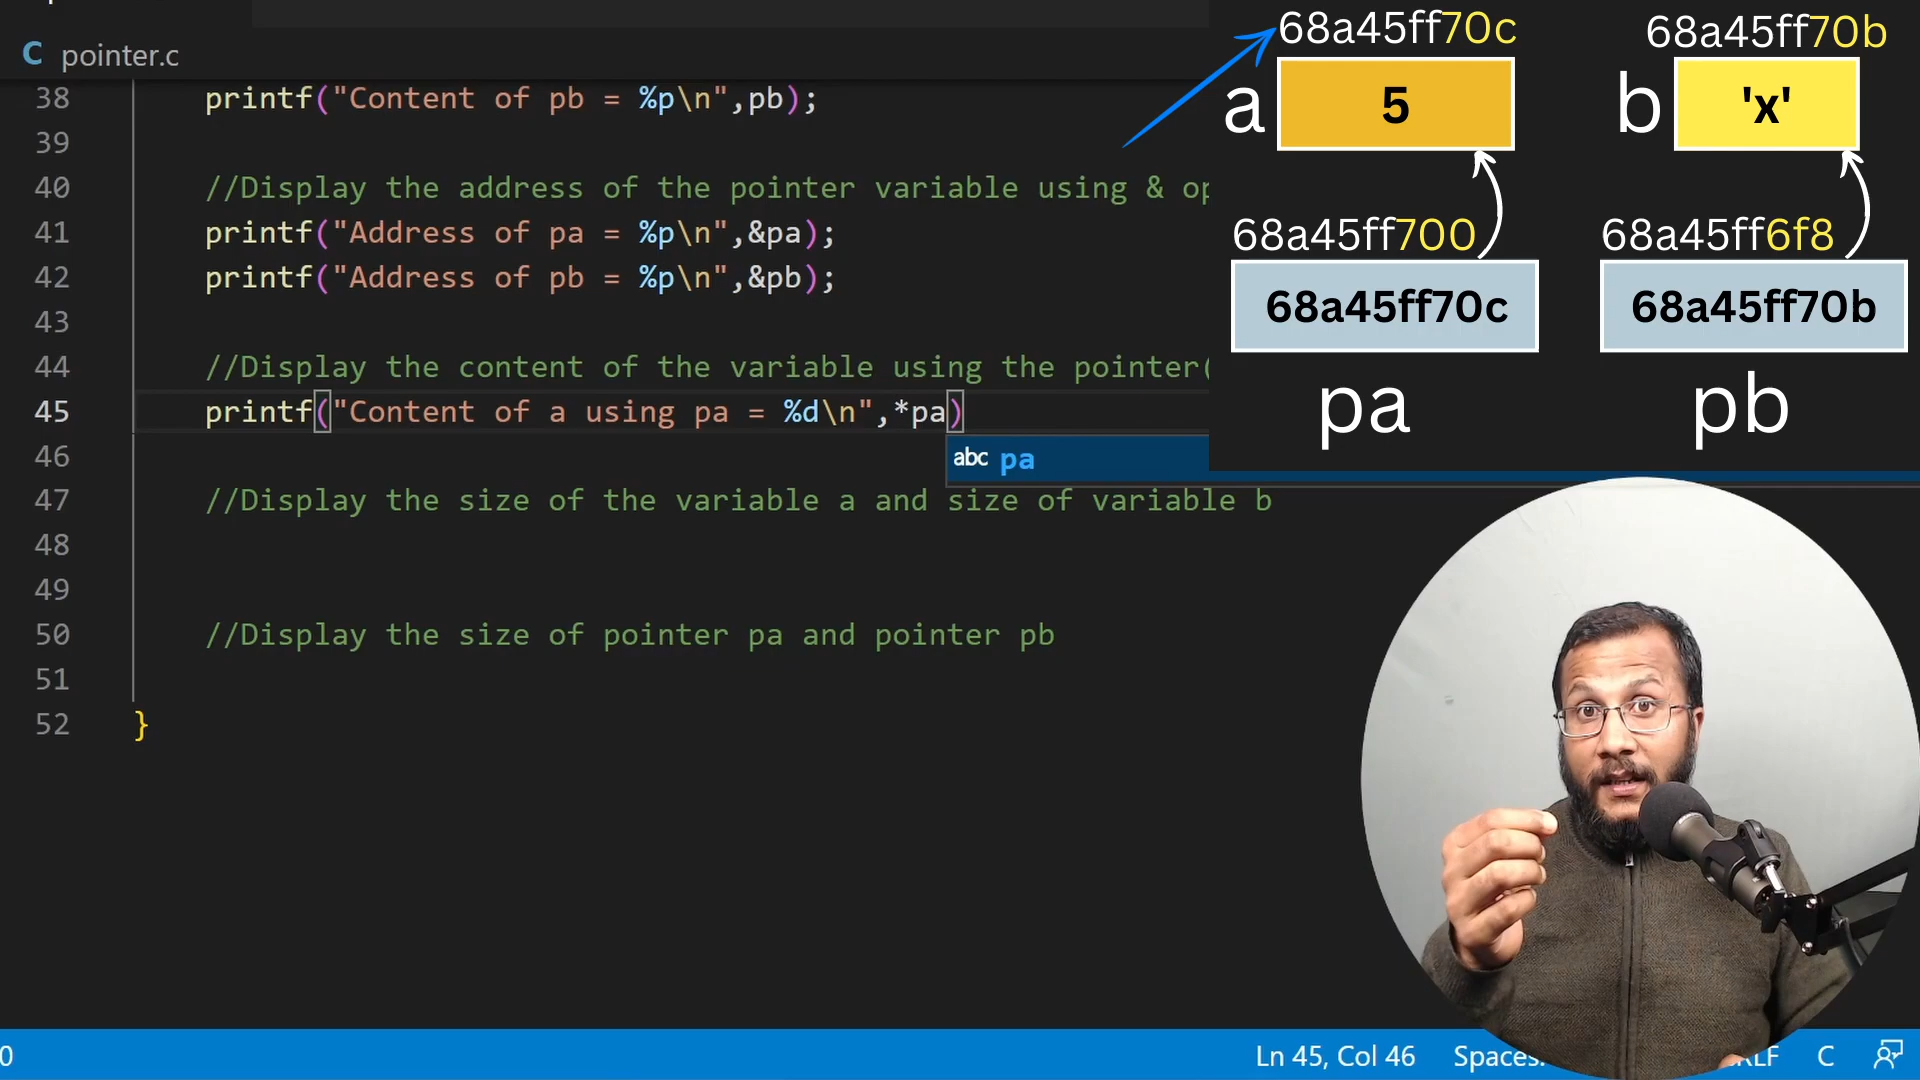 pointer.c
38 printf("Content of pb = %p\n",pb);
39
40 //Display the address of the pointer variable using & op
41 printf("Address of pa = %p\n",&pa);
42 printf("Address of pb = %p\n",&pb);
43
44 //Display the content of the variable using the pointer(
45 printf("Content of a using pa = %d\n",*pa)
abc pa
46
47 //Display the size of the variable a and size of variable b
48
49
50 //Display the size of pointer pa and pointer pb
51
52 }
68a45ff70c
68a45ff70b
a 5
b 'x'
68a45ff700
68a45ff6f8
68a45ff70c
68a45ff70b
pa
pb
0 Ln 45, Col 46 Spaces: LF C